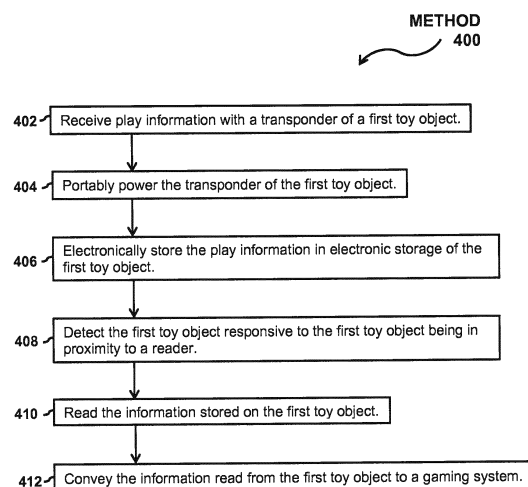 METHOD
400
402 Receive play information with a transponder of a first toy object.
404 Portably power the transponder of the first toy object.
406 Electronically store the play information in electronic storage of the
first toy object.
408 Detect the first toy object responsive to the first toy object being in
proximity to a reader.
410 Read the information stored on the first toy object.
412 Convey the information read from the first toy object to a gaming system.